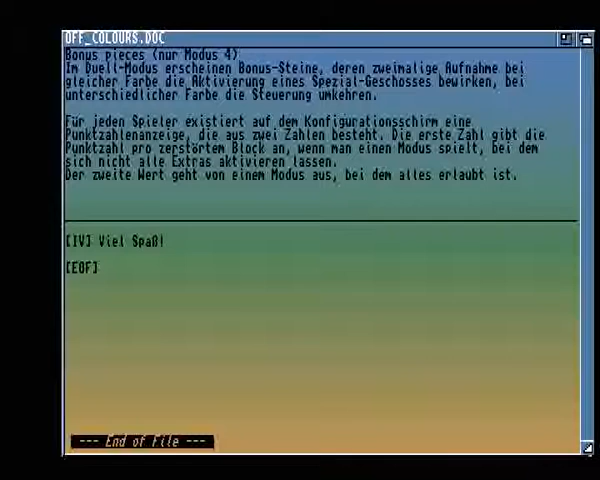 OFF_COLOURS.DOC
Bonus pieces (nur Modus 4)
Im Duell-Modus erscheinen Bonus-Steine, deren zweimalige Aufnahme bei
gleicher Farbe die Aktivierung eines Spezial-Geschosses bewirken, bei
unterschiedlicher Farbe die Steuerung umkehren.
Für jeden Spieler existiert auf dem Konfigurationsschirm eine
Punktzahlenanzeige, die aus zwei Zahlen besteht. Die erste Zahl gibt die
Punktzahl pro zerstörtem Block an, wenn man einen Modus spielt, bei dem
sich nicht alle Extras aktivieren lassen.
Der zweite Wert geht von einem Modus aus, bei dem alles erlaubt ist.
[IV] Viel Spaß!
[EOF]
--- End of File ---